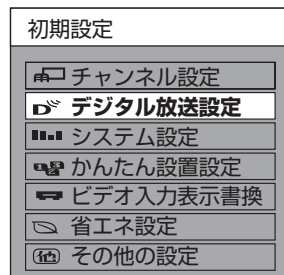 初期設定
チャンネル設定
デジタル放送設定
システム設定
かんたん設置設定
ビデオ入力表示書換
省エネ設定
他 その他の設定